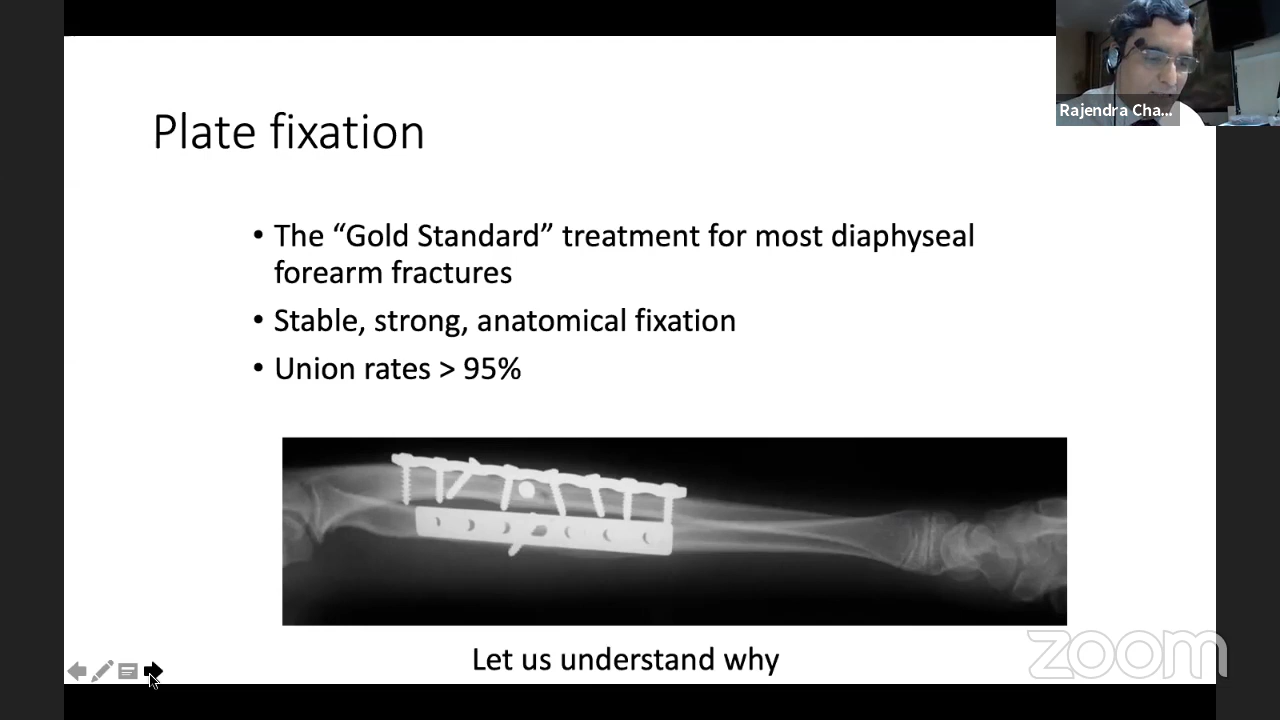 Rajendra Cha...
Plate fixation
• The “Gold Standard” treatment for most diaphyseal
forearm fractures
• Stable, strong, anatomical fixation
• Union rates > 95%
Let us understand why
zoom